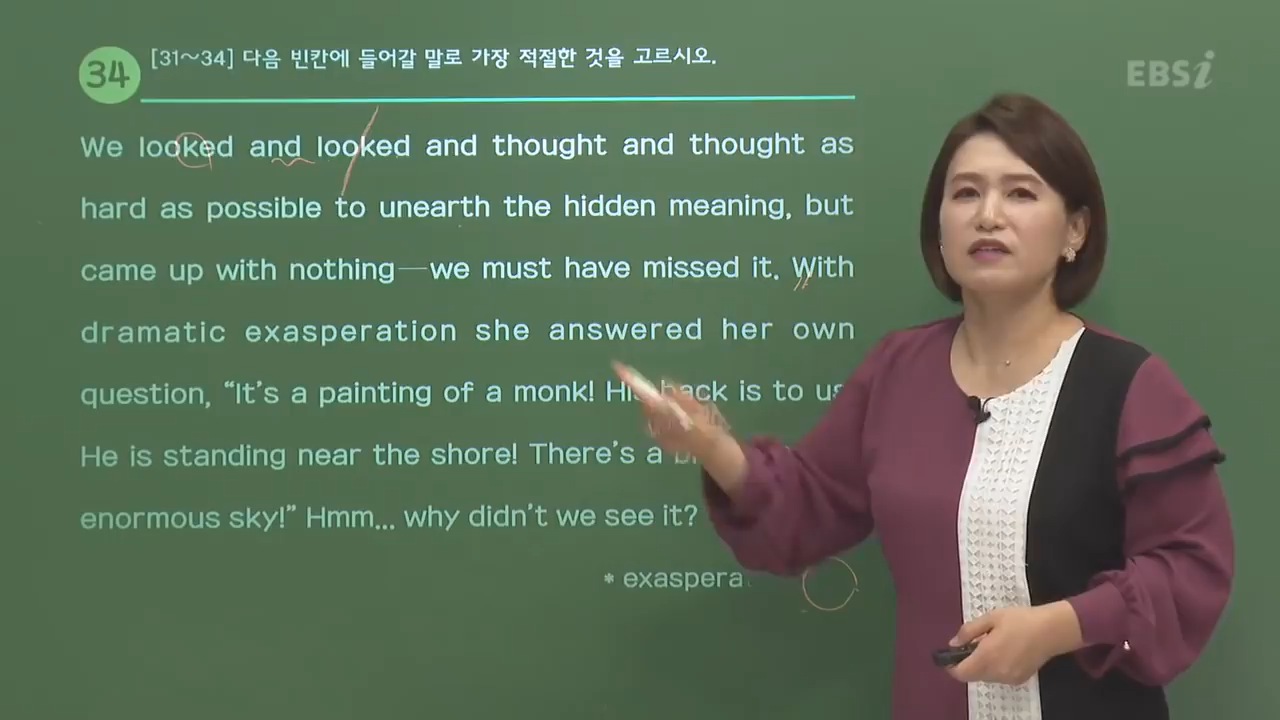 34
[31~34] 다음 빈칸에 들어갈 말로 가장 적절한 것을 고르시오.
EBSi
We looked and looked and thought and thought as
hard as possible to unearth the hidden meaning, but
came up with nothing—we must have missed it. With
dramatic exasperation she answered her own
question, “It’s a painting of a monk! His back is to us
He is standing near the shore! There’s a
enormous sky!” Hmm... why didn’t we see it?
*